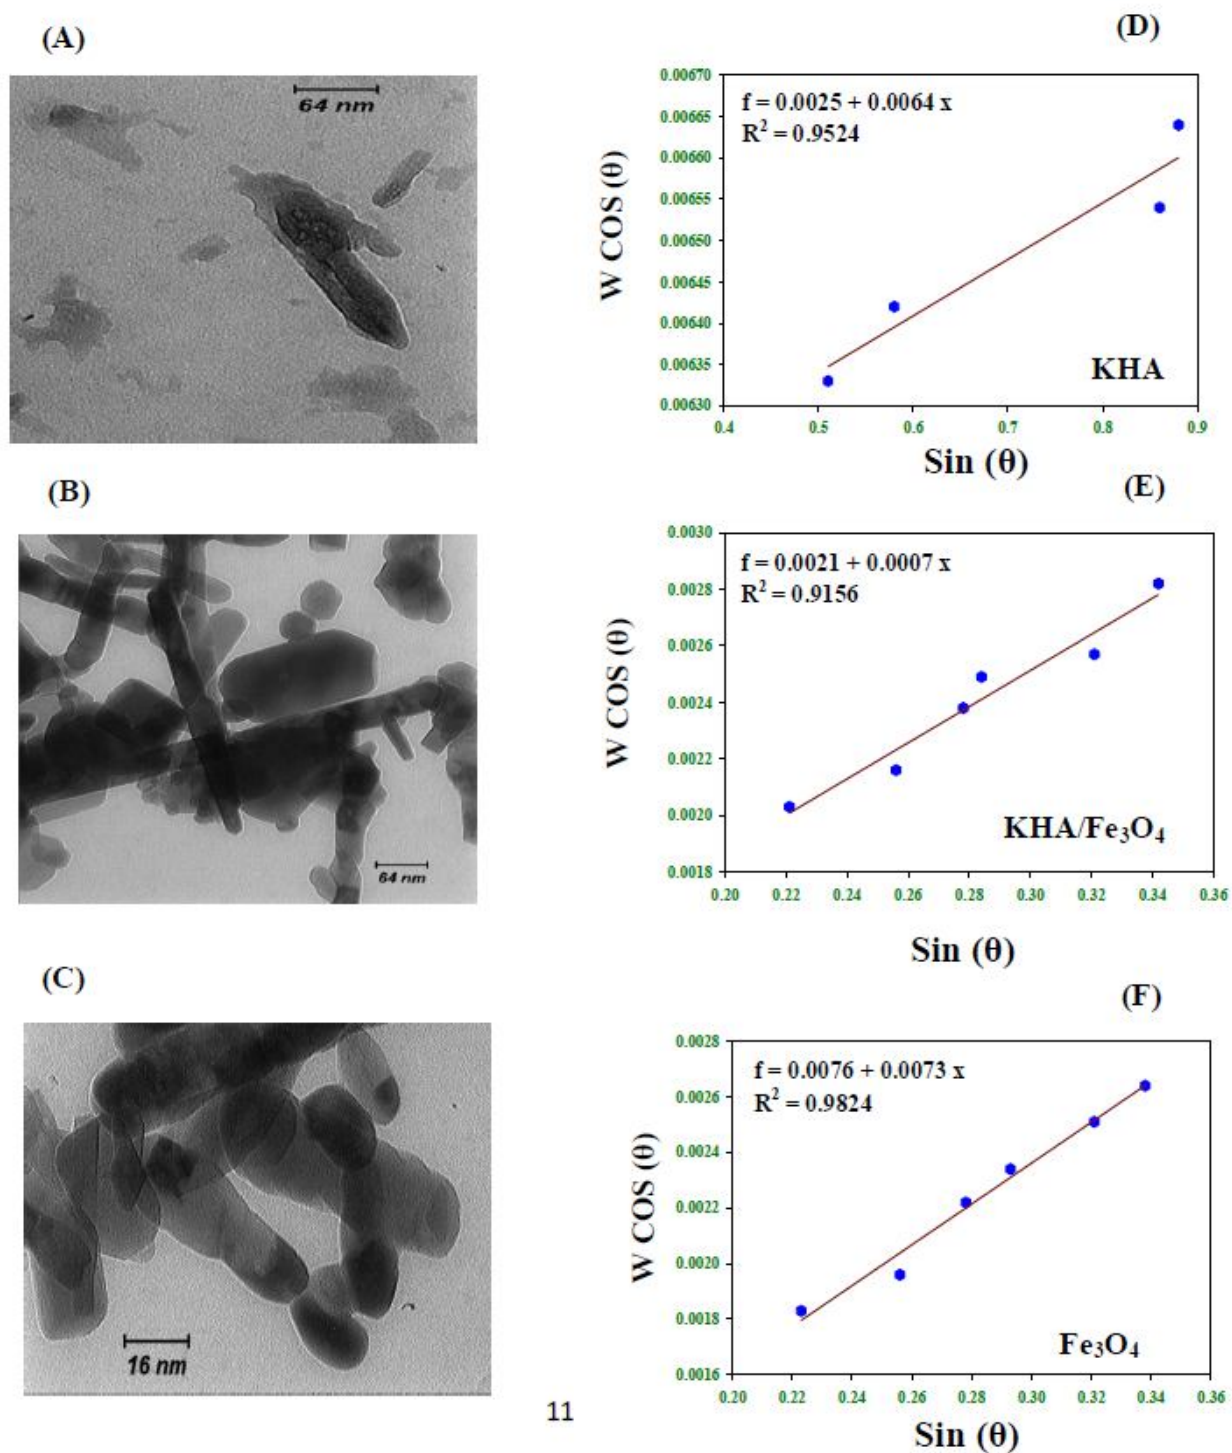 (A)
64 nm
(D)
f = 0.0025 + 0.0064 x
R² = 0.9524
W COS (θ)
0.00670
0.00665
0.00660
0.00655
0.00650
0.00645
0.00640
0.00635
0.00630
0.4 0.5 0.6 0.7 0.8 0.9
KHA
Sin (θ)
(B)
64 nm
(E)
f = 0.0021 + 0.0007 x
R² = 0.9156
W COS (θ)
0.0030
0.0028
0.0026
0.0024
0.0022
0.0020
0.0018
0.20 0.22 0.24 0.26 0.28 0.30 0.32 0.34 0.36
KHA/Fe₃O₄
Sin (θ)
(C)
16 nm
(F)
f = 0.0076 + 0.0073 x
R² = 0.9824
W COS (θ)
0.0028
0.0026
0.0024
0.0022
0.0020
0.0018
0.0016
0.20 0.22 0.24 0.26 0.28 0.30 0.32 0.34 0.36
Fe₃O₄
Sin (θ)
11